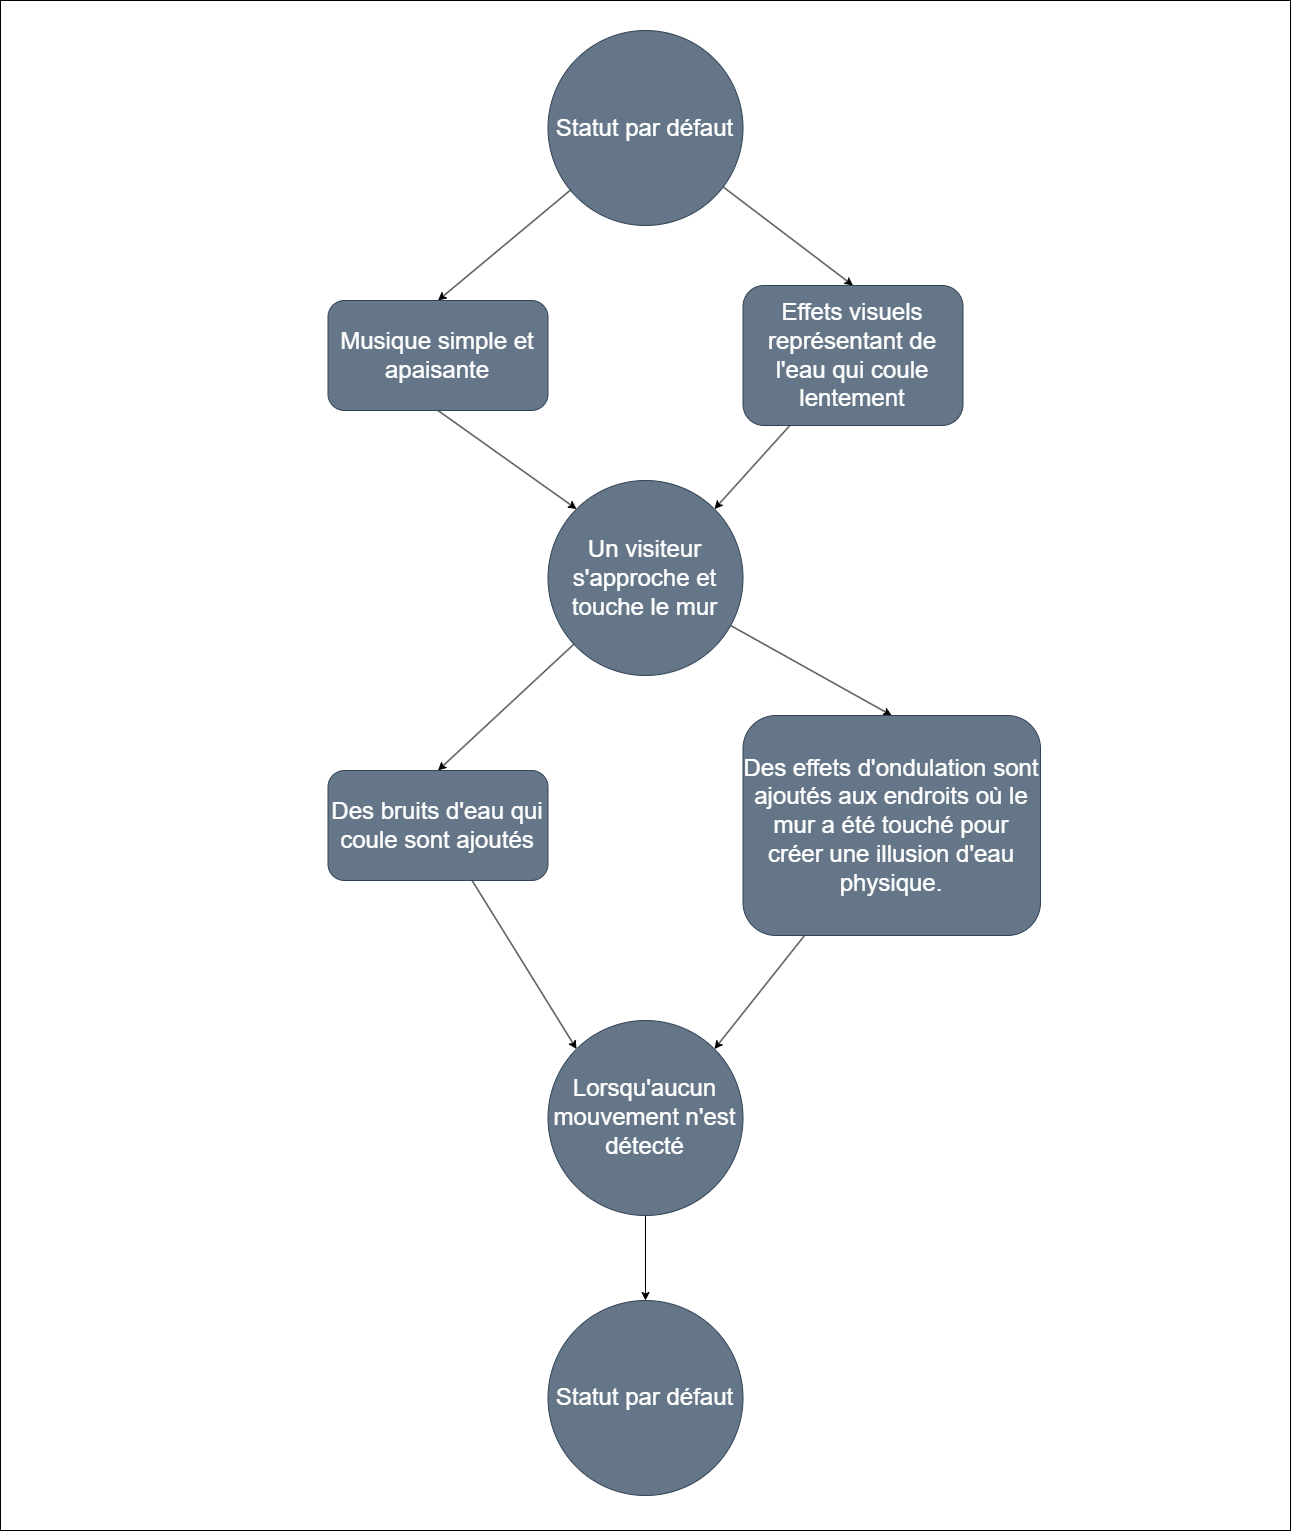 Statut par défaut
Musique simple et
apaisante
Effets visuels
représentant de
l'eau qui coule
lentement
Un visiteur
s'approche et
touche le mur
Des bruits d'eau qui
coule sont ajoutés
Des effets d'ondulation sont
ajoutés aux endroits où le
mur a été touché pour
créer une illusion d'eau
physique.
Lorsqu'aucun
mouvement n'est
détecté
Statut par défaut